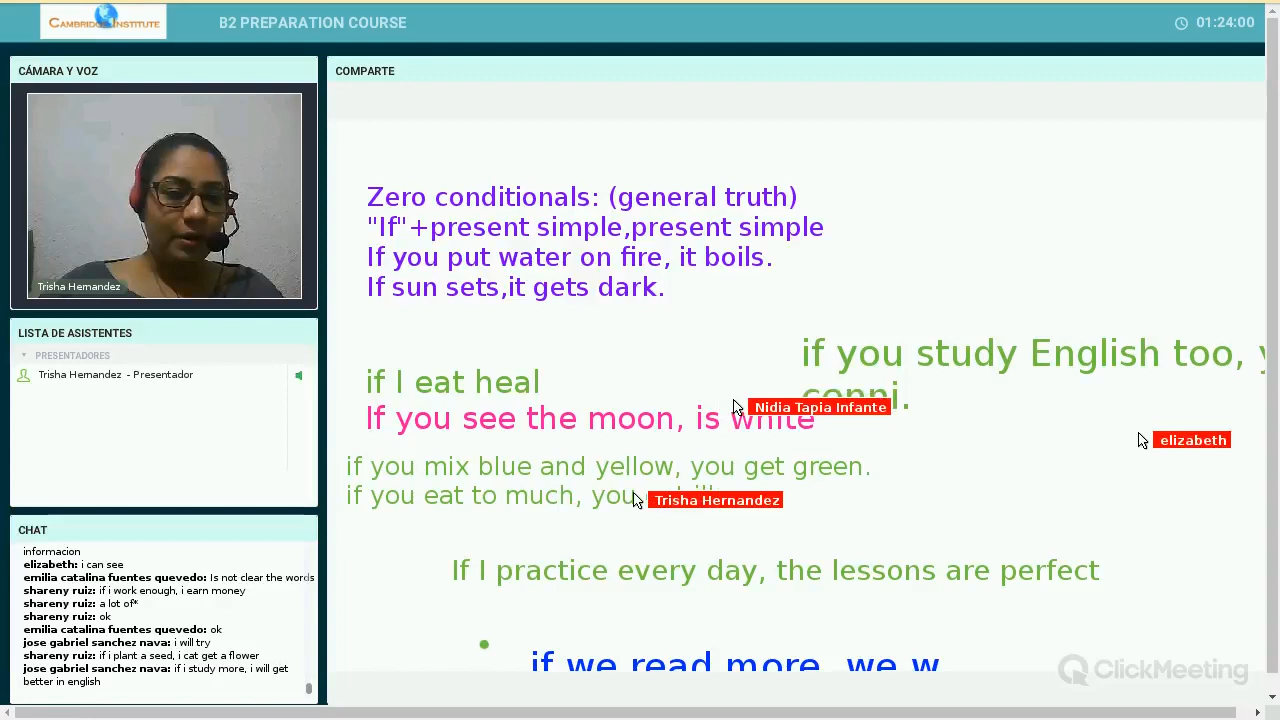 CAMBRIDGE INSTITUTE
B2 PREPARATION COURSE
01:24:00
CÁMARA Y VOZ
Trisha Hernandez
LISTA DE ASISTENTES
PRESENTADORES
Trisha Hernandez - Presentador
CHAT
informacion
elizabeth: i can see
emilia catalina fuentes quevedo: Is not clear the words
shareny ruiz: if i work enough, i earn money
shareny ruiz: a lot of*
shareny ruiz: ok
emilia catalina fuentes quevedo: ok
jose gabriel sanchez nava: i will try
shareny ruiz: if i plant a seed, i cat get a flower
jose gabriel sanchez nava: if i study more, i will get
better in english
COMPARTE
Zero conditionals: (general truth)
"If"+present simple,present simple
If you put water on fire, it boils.
If sun sets,it gets dark.
if you study English too,
if I eat heal
Nidia Tapia Infante
If you see the moon, is white
elizabeth
if you mix blue and yellow, you get green.
if you eat to much, you
Trisha Hernandez
If I practice every day, the lessons are perfect
if we read more, we w
ClickMeeting